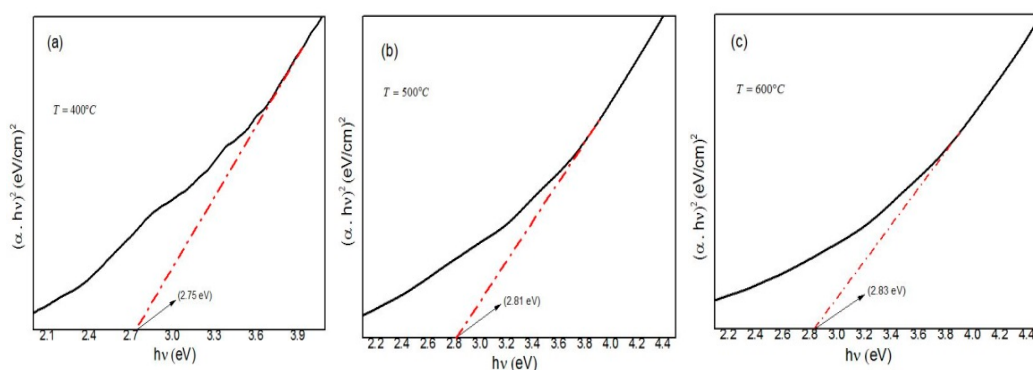 (a)
T = 400°C
(2.75 eV)
(α . hν)² (eV/cm)²
2.1 2.4 2.7 3.0 3.3 3.6 3.9
hν (eV)
(b)
T = 500°C
(2.81 eV)
(α . hν)² (eV/cm)²
2.2 2.4 2.6 2.8 3.0 3.2 3.4 3.6 3.8 4.0 4.2 4.4
hν (eV)
(c)
T = 600°C
(2.83 eV)
(α . hν)² (eV/cm)²
2.2 2.4 2.6 2.8 3.0 3.2 3.4 3.6 3.8 4.0 4.2 4.4
hν (eV)